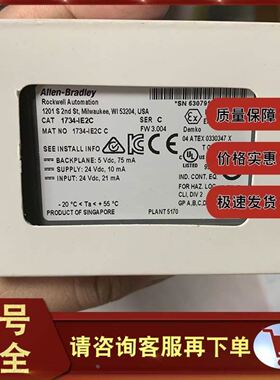 Allen-Bradley
Rockwell Automation
1201 S 2nd St, Milwaukee, WI 53204, USA
CAT 1734-IE2C
SER C
MAT NO 1734-IE2C C
FW 3.004
SEE INSTALL INFO
BACKPLANE: 5 Vdc, 75 mA
SUPPLY: 24 Vdc, 10 mA
INPUT: 24 Vdc, 21 mA
-20 °C < Ta < + 55 °C
PRODUCT OF SINGAPORE
PLANT 5170
Ex
Demko
04 ATEX 0330347 X
IND. CONT. EQ
FOR HAZ. LOC
CLI, DIV 2
GP A,B,C,D
质量保障
价格实惠
极速发货
号
全
请咨询客服再下单